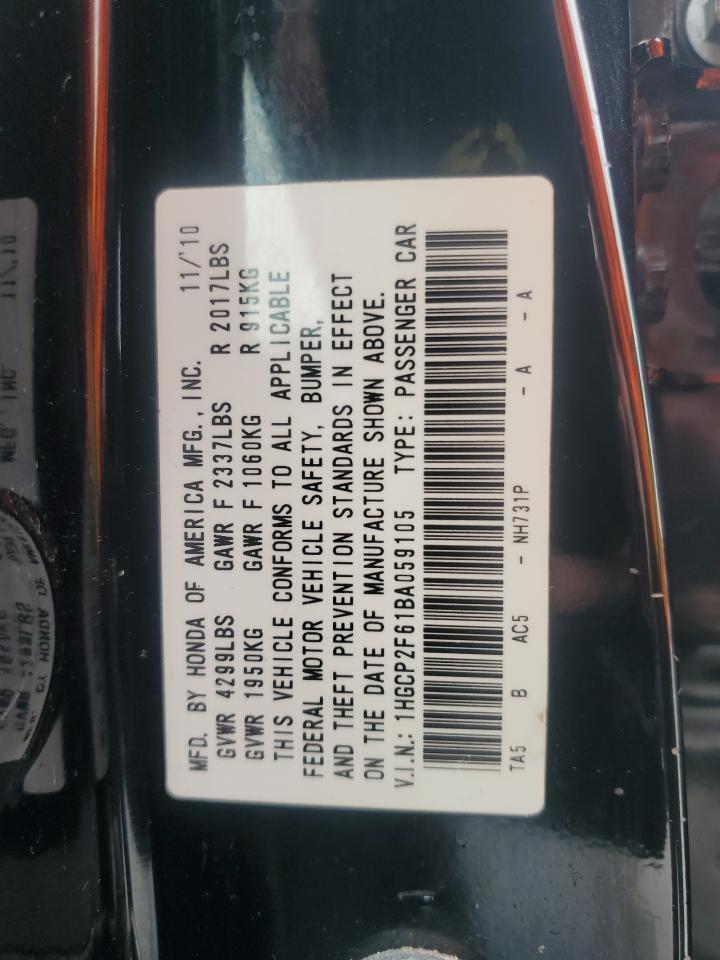 MFD. BY HONDA OF AMERICA MFG., INC. 11/'10
GVWR 4299LBS GAWR F 2337LBS R 2017LBS
GVWR 1950KG GAWR F 1060KG R 915KG
THIS VEHICLE CONFORMS TO ALL APPLICABLE
FEDERAL MOTOR VEHICLE SAFETY, BUMPER,
AND THEFT PREVENTION STANDARDS IN EFFECT
ON THE DATE OF MANUFACTURE SHOWN ABOVE.
V.I.N.: 1HGCP2F61BA059105 TYPE: PASSENGER CAR
TA5 B AC5 - NH731P - A - A